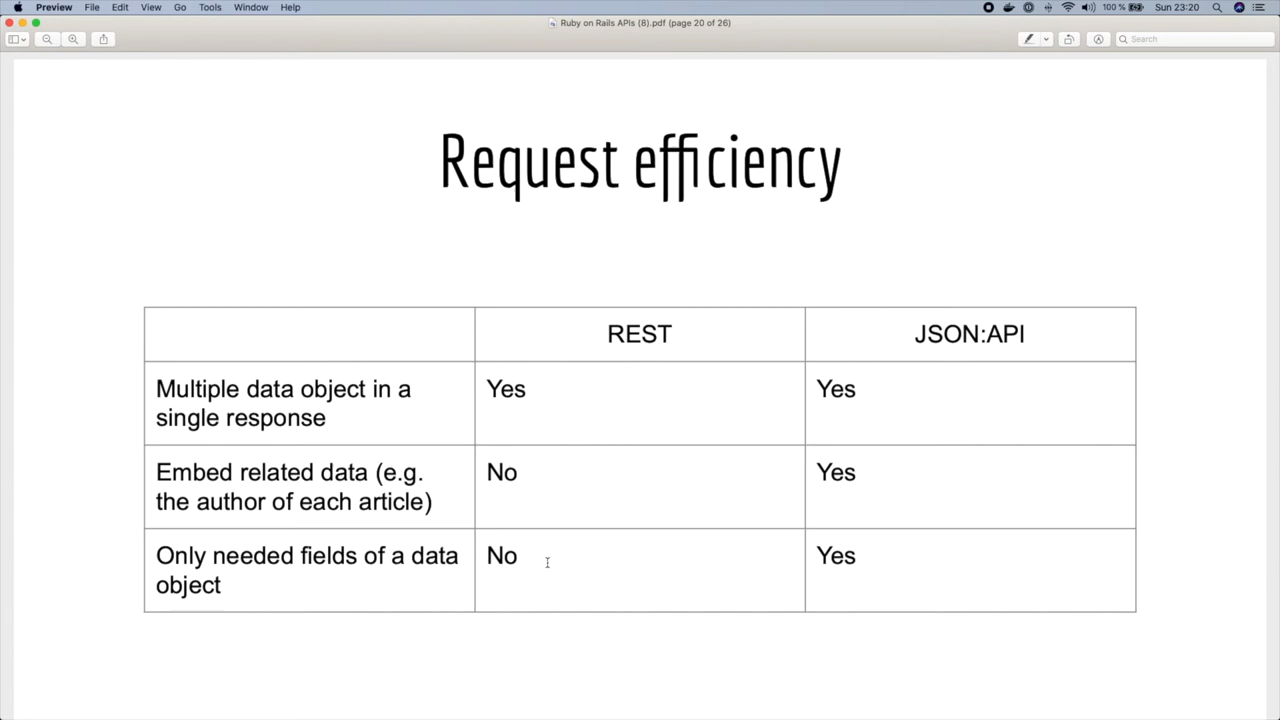 Preview File Edit View Go Tools Window Help 100 % Sun 23:20
Ruby on Rails APIs (8).pdf (page 20 of 26)
Search
Request efficiency
REST JSON:API
Multiple data object in a
single response
Yes Yes
Embed related data (e.g.
the author of each article)
No Yes
Only needed fields of a data
object
No Yes